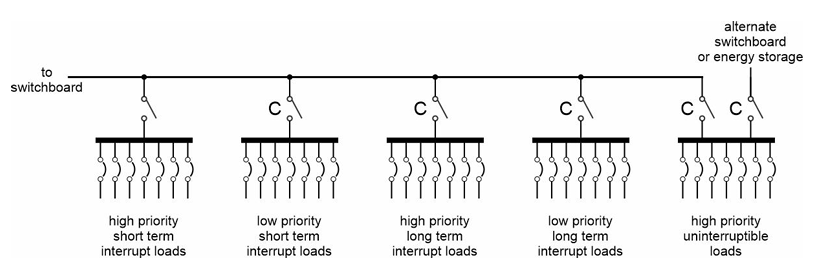 alternate
switchboard
or energy storage
to
switchboard
C
C
C
C
C
high priority
short term
interrupt loads
low priority
short term
interrupt loads
high priority
long term
interrupt loads
low priority
long term
interrupt loads
high priority
uninterruptible
loads